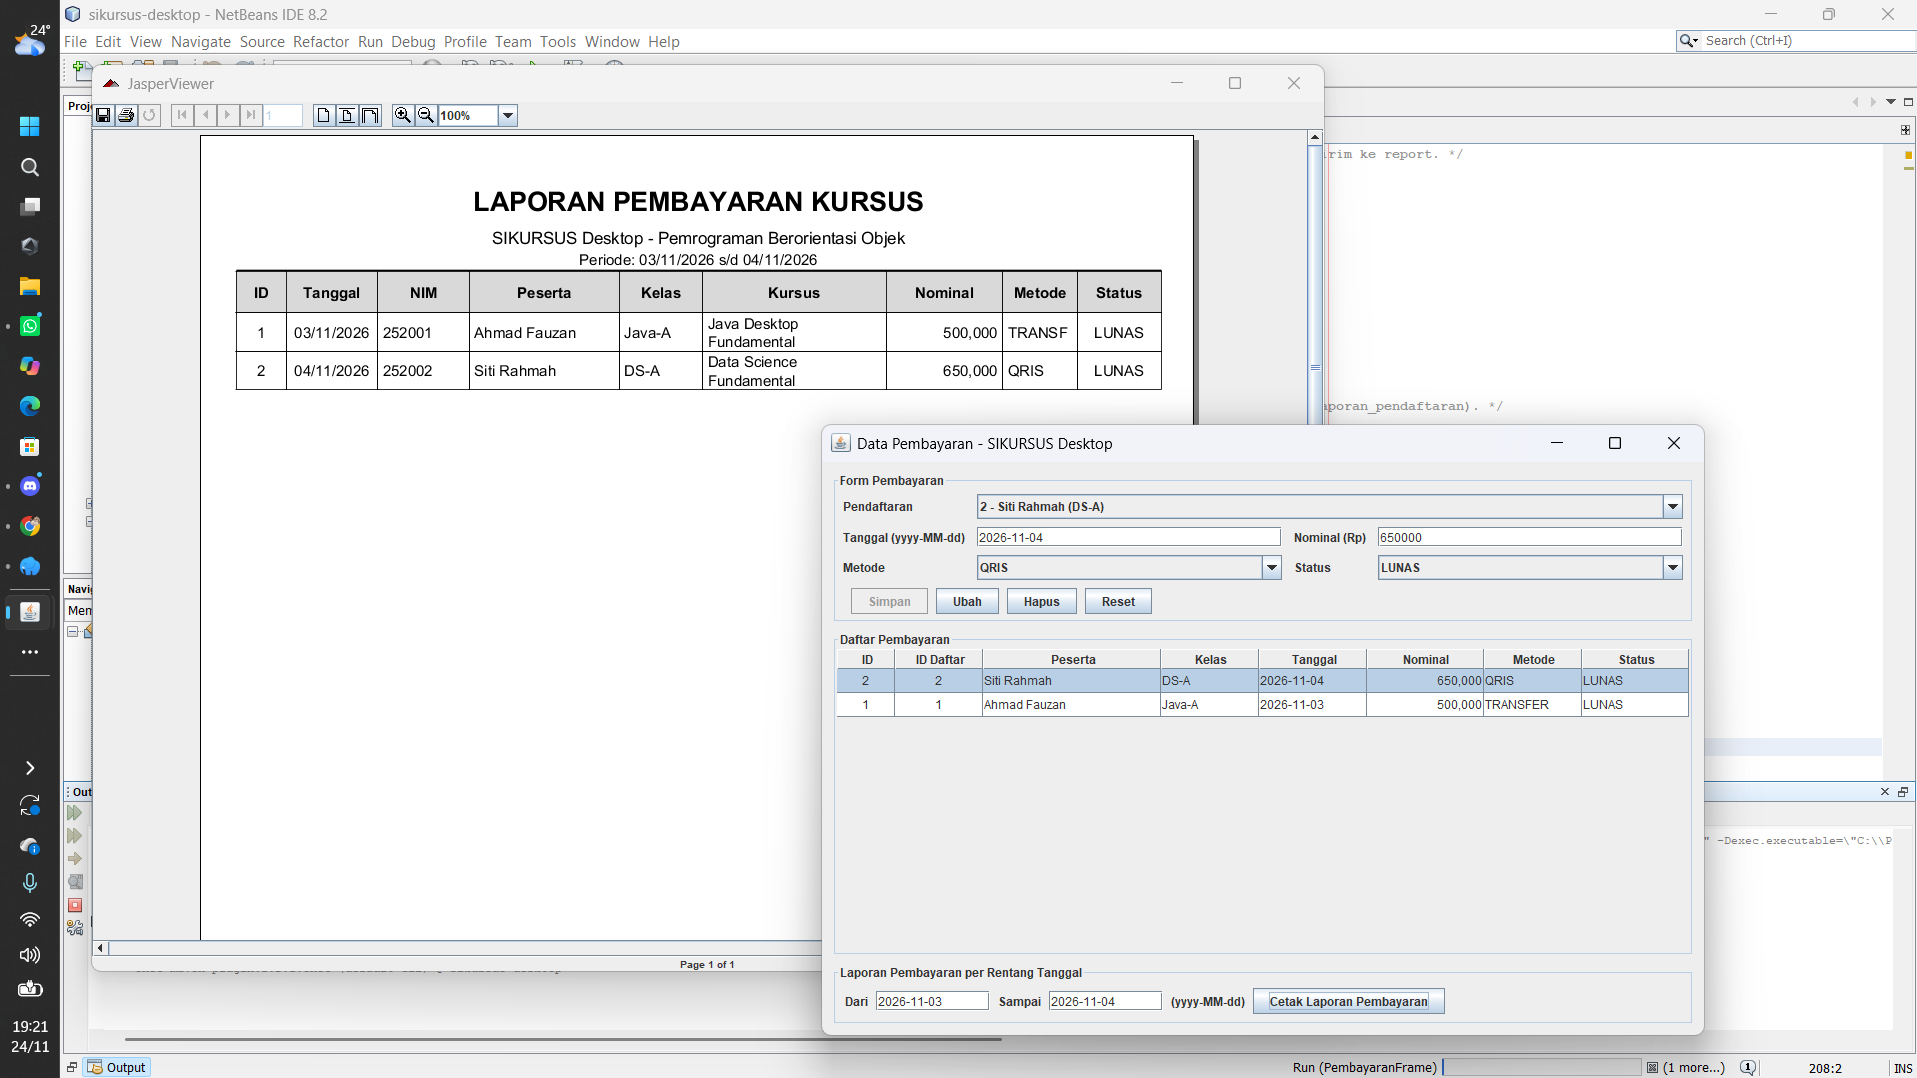 24°
sikursus-desktop - NetBeans IDE 8.2
File Edit View Navigate Source Refactor Run Debug Profile Team Tools Window Help
Search (Ctrl+I)
JasperViewer
1
100%
LAPORAN PEMBAYARAN KURSUS
SIKURSUS Desktop - Pemrograman Berorientasi Objek
Periode: 03/11/2026 s/d 04/11/2026
ID Tanggal NIM Peserta Kelas Kursus Nominal Metode Status
1 03/11/2026 252001 Ahmad Fauzan Java-A Java Desktop Fundamental 500,000 TRANSF LUNAS
2 04/11/2026 252002 Siti Rahmah DS-A Data Science Fundamental 650,000 QRIS LUNAS
Page 1 of 1
irim ke report. */
aporan_pendaftaran). */
Data Pembayaran - SIKURSUS Desktop
Form Pembayaran
Pendaftaran 2 - Siti Rahmah (DS-A)
Tanggal (yyyy-MM-dd) 2026-11-04 Nominal (Rp) 650000
Metode QRIS Status LUNAS
Simpan Ubah Hapus Reset
Daftar Pembayaran
ID ID Daftar Peserta Kelas Tanggal Nominal Metode Status
2 2 Siti Rahmah DS-A 2026-11-04 650,000 QRIS LUNAS
1 1 Ahmad Fauzan Java-A 2026-11-03 500,000 TRANSFER LUNAS
Laporan Pembayaran per Rentang Tanggal
Dari 2026-11-03 Sampai 2026-11-04 (yyyy-MM-dd) Cetak Laporan Pembayaran
Proj
Navi
Mem
Out
" -Dexec.executable=\"C:\\P
19:21
24/11
Output
Run (PembayaranFrame) (1 more...) 1 208:2 INS